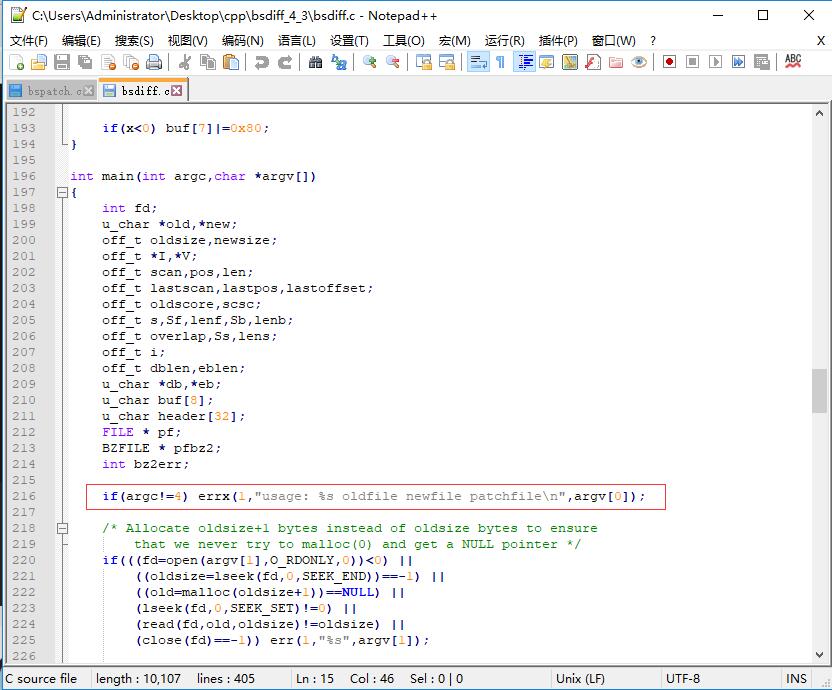 C:\Users\Administrator\Desktop\cpp\bsdiff_4_3\bsdiff.c - Notepad++
文件(F) 编辑(E) 搜索(S) 视图(V) 编码(N) 语言(L) 设置(T) 工具(O) 宏(M) 运行(R) 插件(P) 窗口(W) ? X
bspatch.c bsdiff.c
192
193 if(x<0) buf[7]|=0x80;
194 }
195
196 int main(int argc,char *argv[])
197 {
198 int fd;
199 u_char *old,*new;
200 off_t oldsize,newsize;
201 off_t *I,*V;
202 off_t scan,pos,len;
203 off_t lastscan,lastpos,lastoffset;
204 off_t oldscore,scsc;
205 off_t s,Sf,lenf,Sb,lenb;
206 off_t overlap,Ss,lens;
207 off_t i;
208 off_t dblen,eblen;
209 u_char *db,*eb;
210 u_char buf[8];
211 u_char header[32];
212 FILE * pf;
213 BZFILE * pfbz2;
214 int bz2err;
215
216 if(argc!=4) errx(1,"usage: %s oldfile newfile patchfile\n",argv[0]);
217
218 /* Allocate oldsize+1 bytes instead of oldsize bytes to ensure
219 that we never try to malloc(0) and get a NULL pointer */
220 if(((fd=open(argv[1],O_RDONLY,0))<0) ||
221 ((oldsize=lseek(fd,0,SEEK_END))==-1) ||
222 ((old=malloc(oldsize+1))==NULL) ||
223 (lseek(fd,0,SEEK_SET)!=0) ||
224 (read(fd,old,oldsize)!=oldsize) ||
225 (close(fd)==-1)) err(1,"%s",argv[1]);
226
C source file length : 10,107 lines : 405 Ln : 15 Col : 46 Sel : 0 | 0 Unix (LF) UTF-8 INS